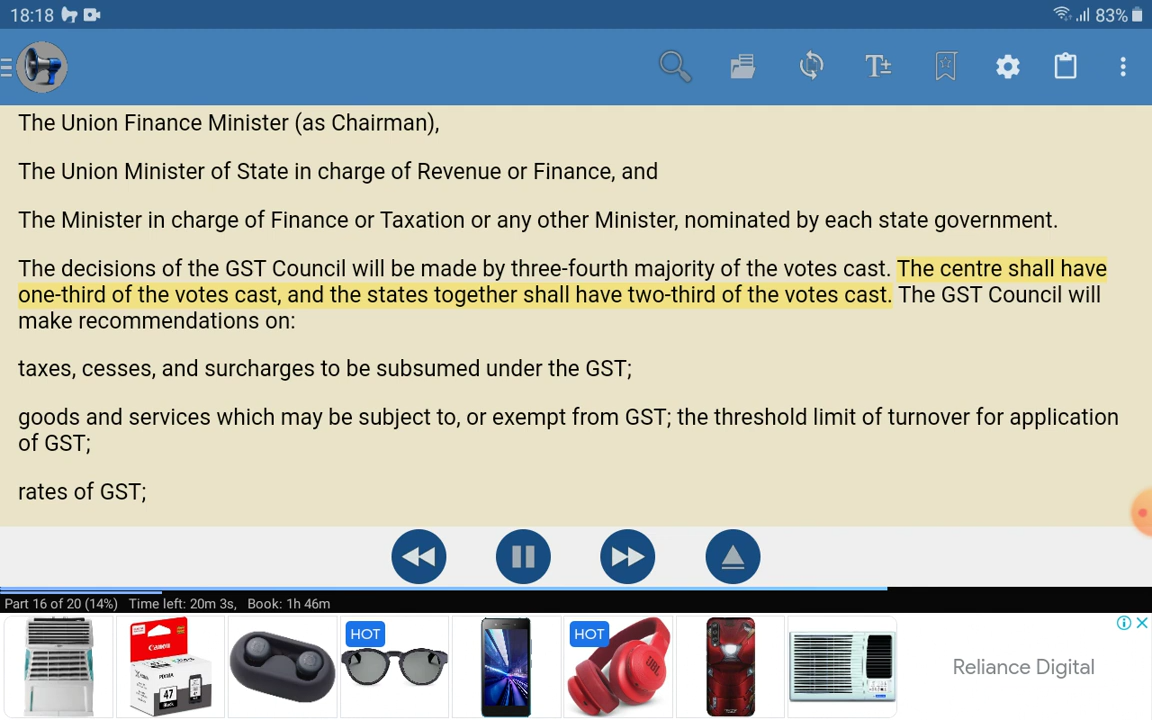 18:18
83%
T±
The Union Finance Minister (as Chairman),
The Union Minister of State in charge of Revenue or Finance, and
The Minister in charge of Finance or Taxation or any other Minister, nominated by each state government.
The decisions of the GST Council will be made by three-fourth majority of the votes cast. The centre shall have
one-third of the votes cast, and the states together shall have two-third of the votes cast. The GST Council will
make recommendations on:
taxes, cesses, and surcharges to be subsumed under the GST;
goods and services which may be subject to, or exempt from GST; the threshold limit of turnover for application
of GST;
rates of GST;
Part 16 of 20 (14%) Time left: 20m 3s, Book: 1h 46m
Canon
PIXMA
47
HOT
HOT
JBL
Reliance Digital